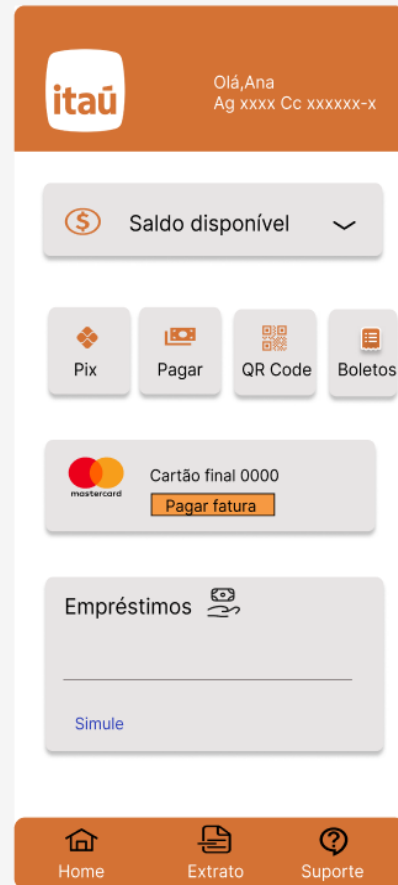 itaú
Olá,Ana
Ag xxxx Cc xxxxxx-x
Saldo disponível
Pix
Pagar
QR Code
Boletos
mastercard
Cartão final 0000
Pagar fatura
Empréstimos
Simule
Home
Extrato
Suporte